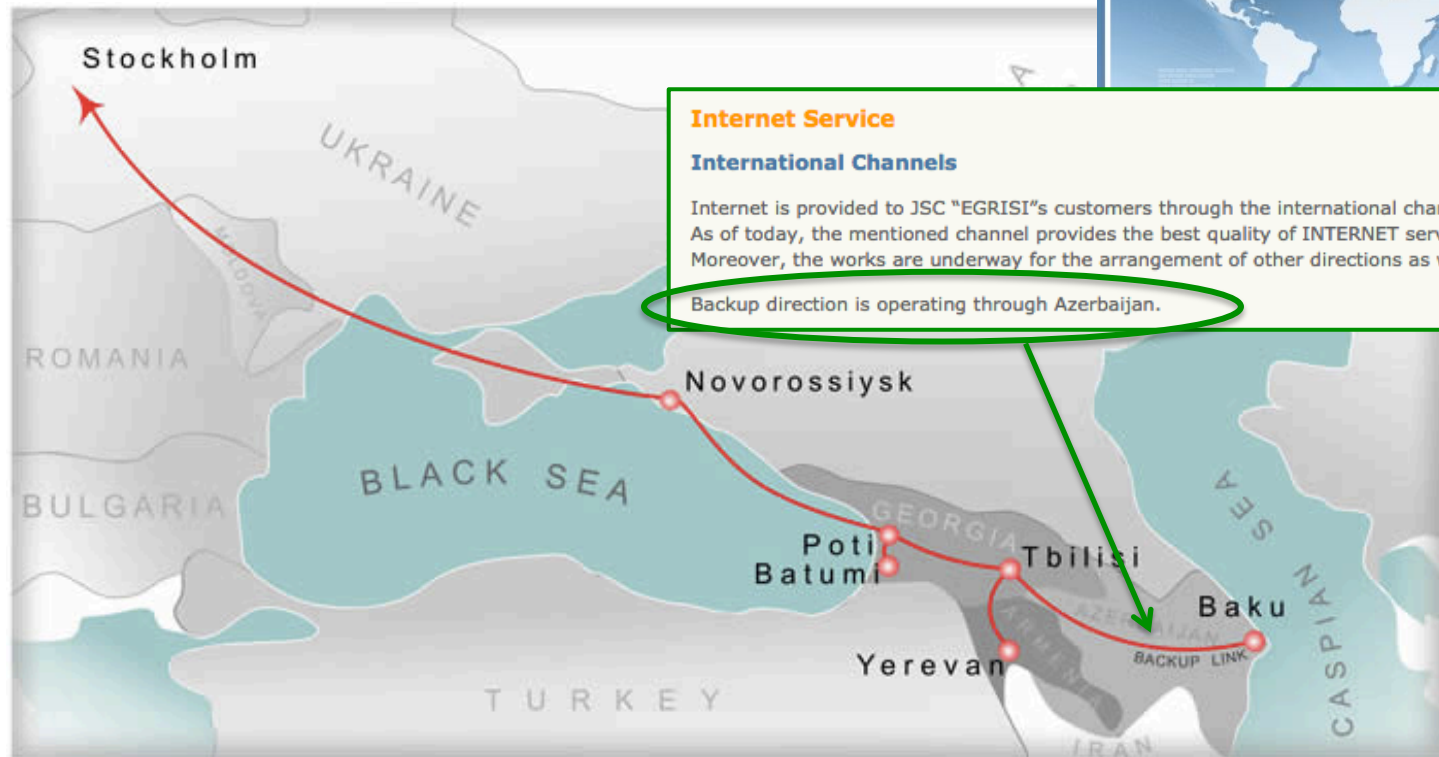 Stockholm
A
UKRAINE
Internet Service
International Channels
Internet is provided to JSC "EGRISI"s customers through the international cha
As of today, the mentioned channel provides the best quality of INTERNET serv
Moreover, the works are underway for the arrangement of other directions as
Backup direction is operating through Azerbaijan.
MOLDOVA
ROMANIA
Novorossiysk
BLACK SEA
BULGARIA
CASPIAN SEA
GEORGIA
Poti
Tbilisi
Batumi
AZERBAIJAN
Baku
ARMENIA
BACKUP LINK
Yerevan
TURKEY
IRAN